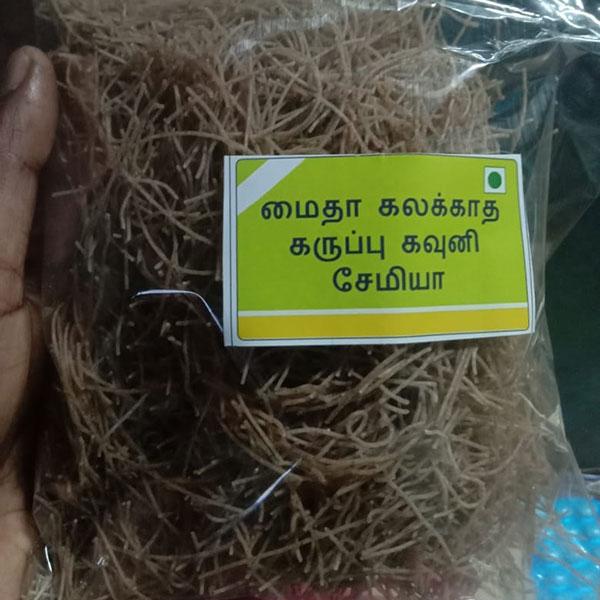 மைதா கலக்காத
கருப்பு கவுனி
சேமியா